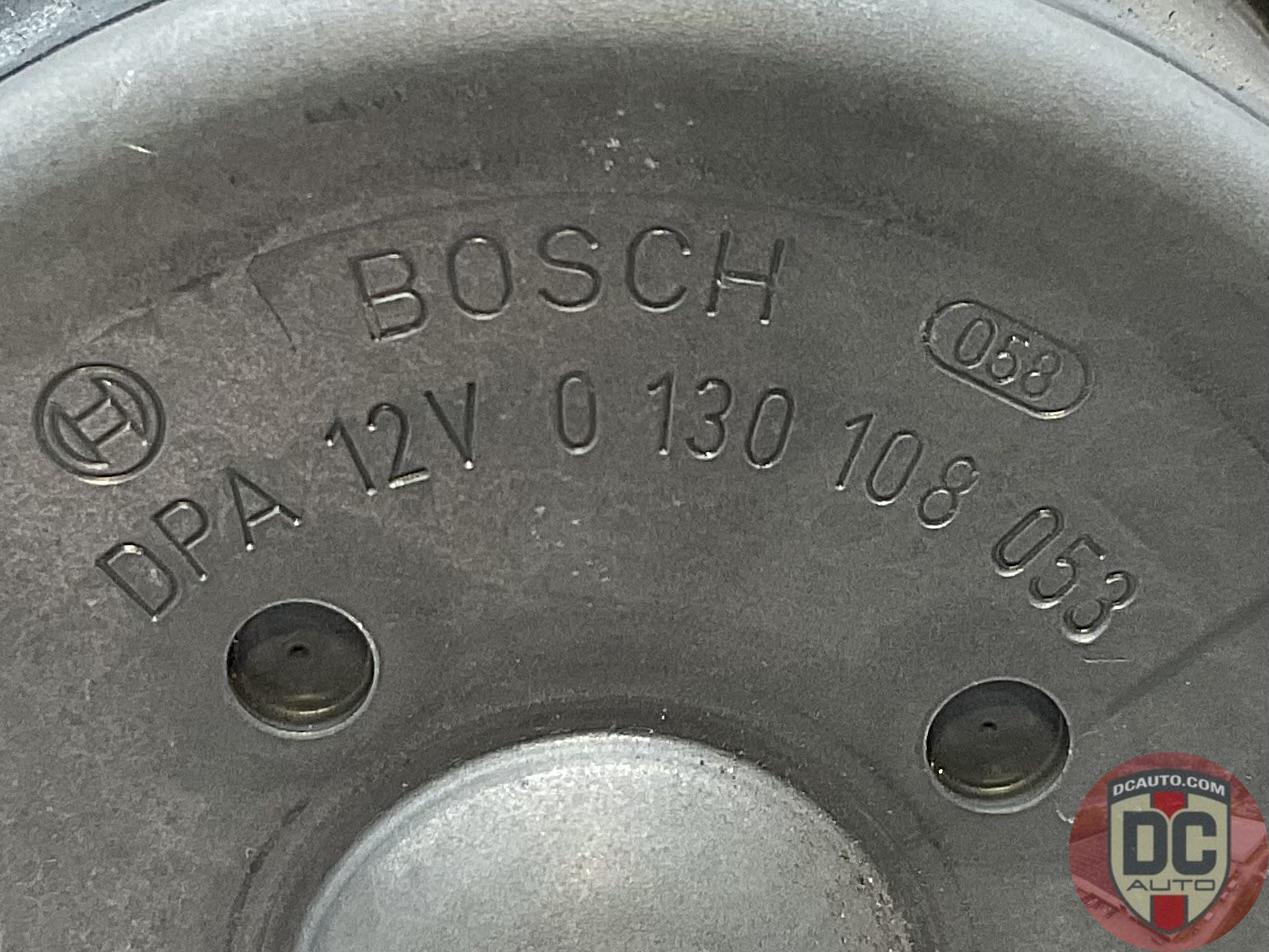 BOSCH
058
DPA 12V 0 130 108 053
DCAUTO.COM
DC
AUTO